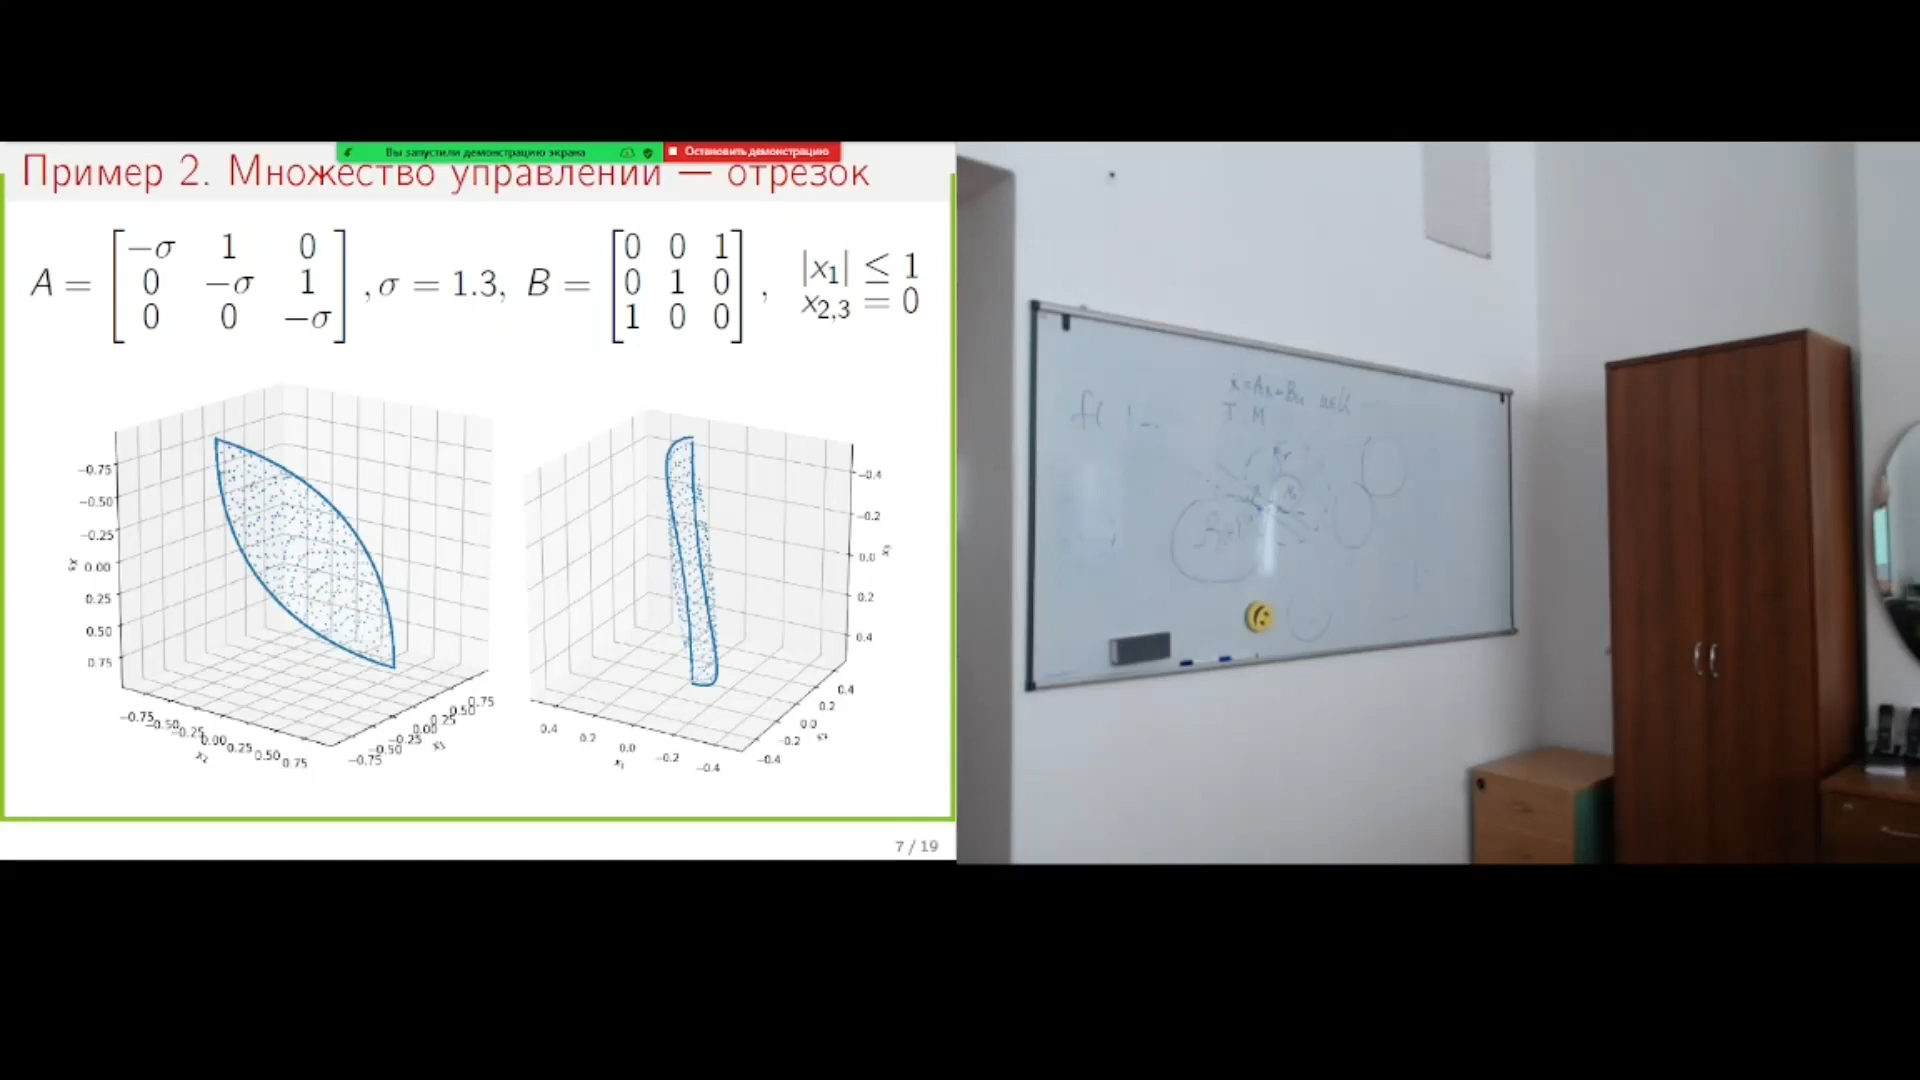 Вы запустили демонстрацию экрана
Остановить демонстрацию
Пример 2. Множество управлений — отрезок
A = [−σ 1 0; 0 −σ 1; 0 0 −σ], σ = 1.3, B = [0 0 1; 0 1 0; 1 0 0], |x₁| ≤ 1
x₂,₃ = 0
−0.75
−0.50
−0.25
0.00
0.25
0.50
0.75
x₃
−0.75 −0.50 −0.25 0.00 0.25 0.50 0.75
x₂
−0.75 −0.50 −0.25 0.00 0.25 0.50 0.75
x₁
−0.4
−0.2
0.0
0.2
0.4
0.4 0.2 0.0 −0.2 −0.4
x₁
−0.4 −0.2 0.0 0.2 0.4
7 / 19
ẋ = Ax + Bu u∈U
T M
f(